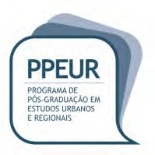 PPEUR
PROGRAMA DE
PÓS-GRADUAÇÃO EM
ESTUDOS URBANOS
E REGIONAIS